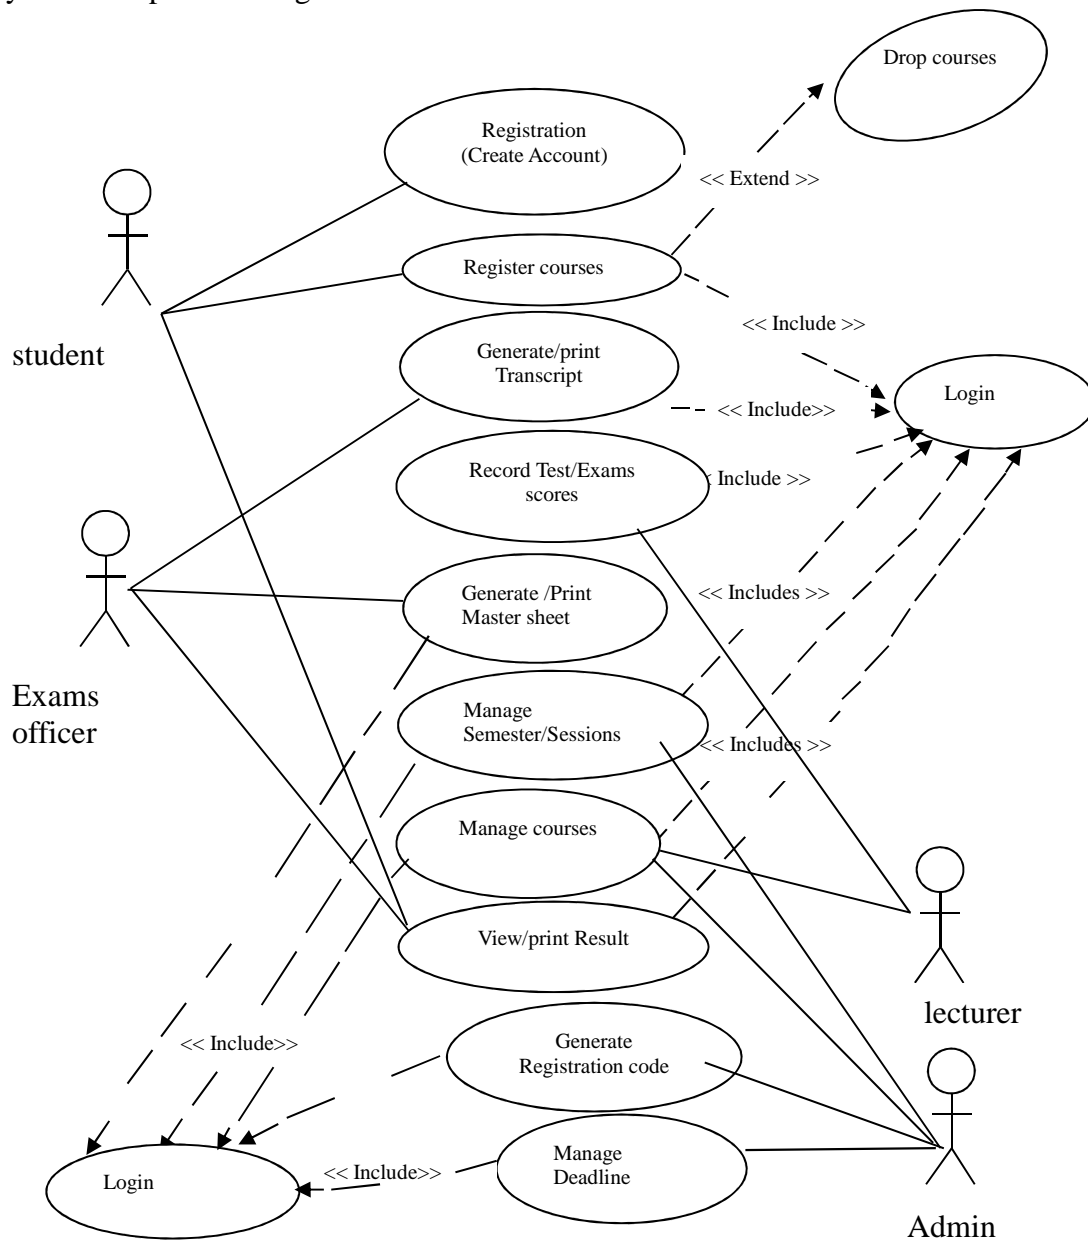 Drop courses
Registration
(Create Account)
<< Extend >>
Register courses
<< Include >>
student
Generate/print
Transcript
Login
<< Include>>
Record Test/Exams
scores
Include >>
Generate /Print
Master sheet
<< Includes >>
Exams
officer
Manage
Semester/Sessions
<< Includes >>
Manage courses
View/print Result
lecturer
<< Include>>
Generate
Registration code
Manage
Deadline
<< Include>>
Login
Admin